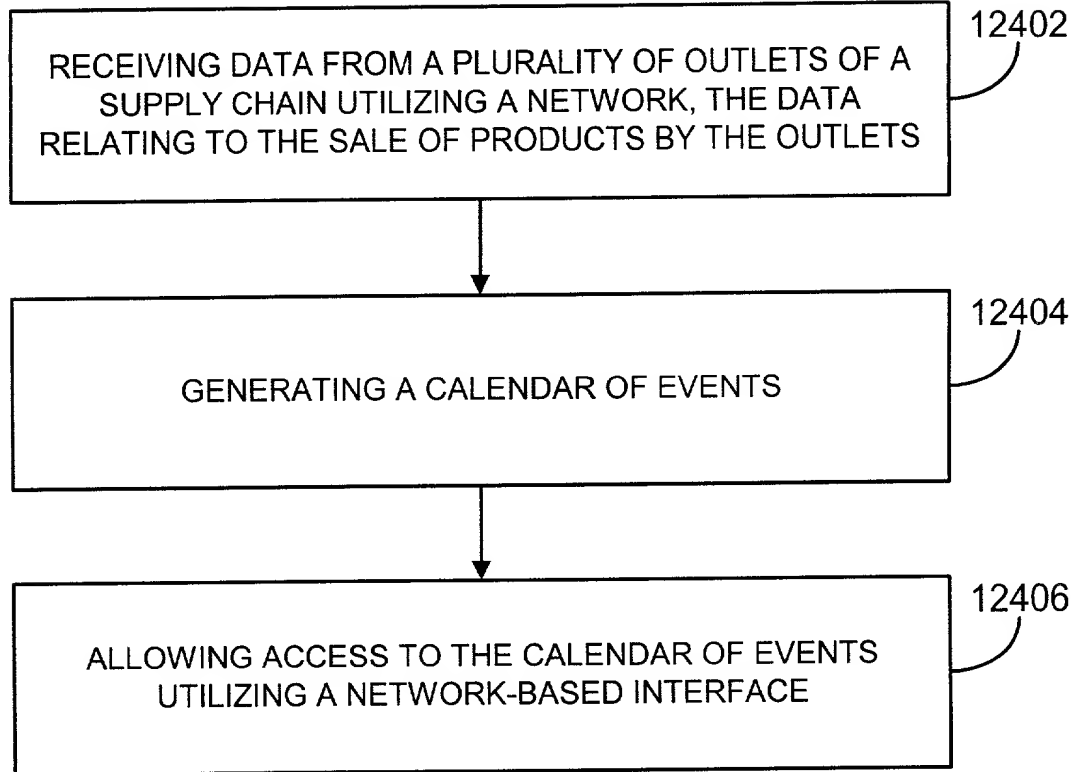 12402
RECEIVING DATA FROM A PLURALITY OF OUTLETS OF A
SUPPLY CHAIN UTILIZING A NETWORK, THE DATA
RELATING TO THE SALE OF PRODUCTS BY THE OUTLETS
12404
GENERATING A CALENDAR OF EVENTS
12406
ALLOWING ACCESS TO THE CALENDAR OF EVENTS
UTILIZING A NETWORK-BASED INTERFACE